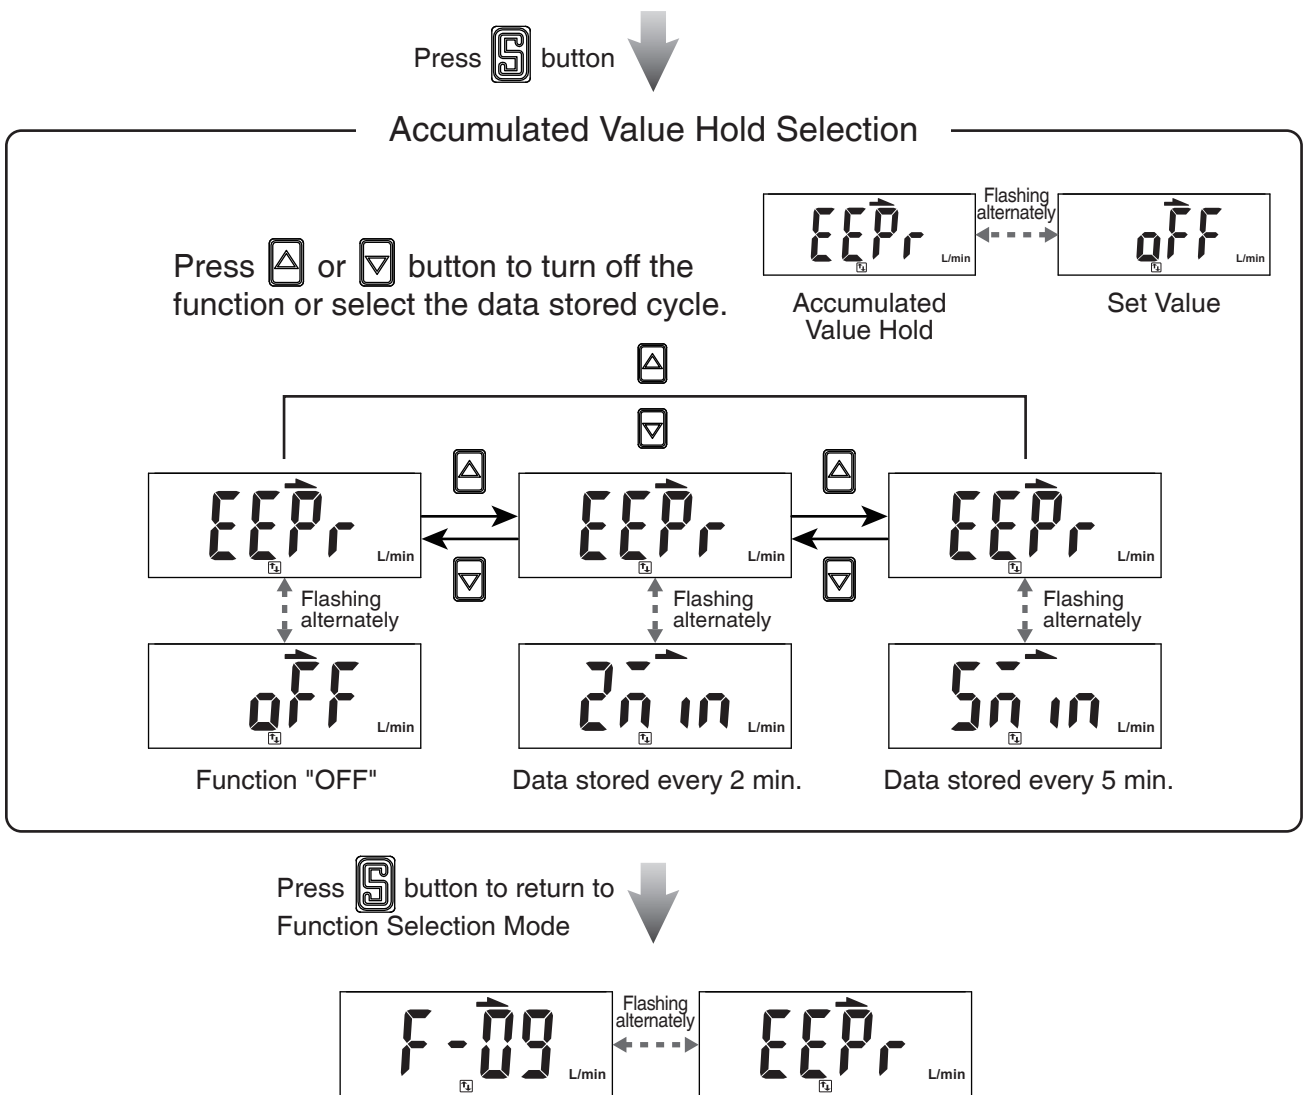 Press S button
Accumulated Value Hold Selection
Press △ or ▽ button to turn off the
function or select the data stored cycle.
EEPr L/min
Flashing
alternately
oFF L/min
Accumulated
Value Hold
Set Value
EEPr L/min
EEPr L/min
EEPr L/min
Flashing
alternately
Flashing
alternately
Flashing
alternately
oFF L/min
2min L/min
5min L/min
Function "OFF"
Data stored every 2 min.
Data stored every 5 min.
Press S button to return to
Function Selection Mode
F-09 L/min
Flashing
alternately
EEPr L/min